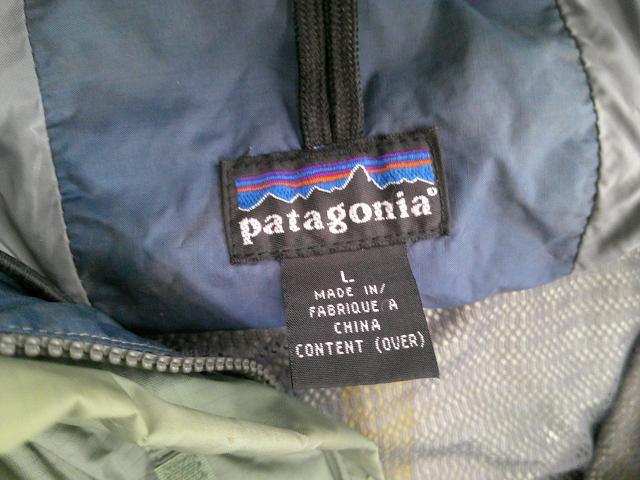 patagonia®
L
MADE IN/
FABRIQUE A
CHINA
CONTENT (OVER)